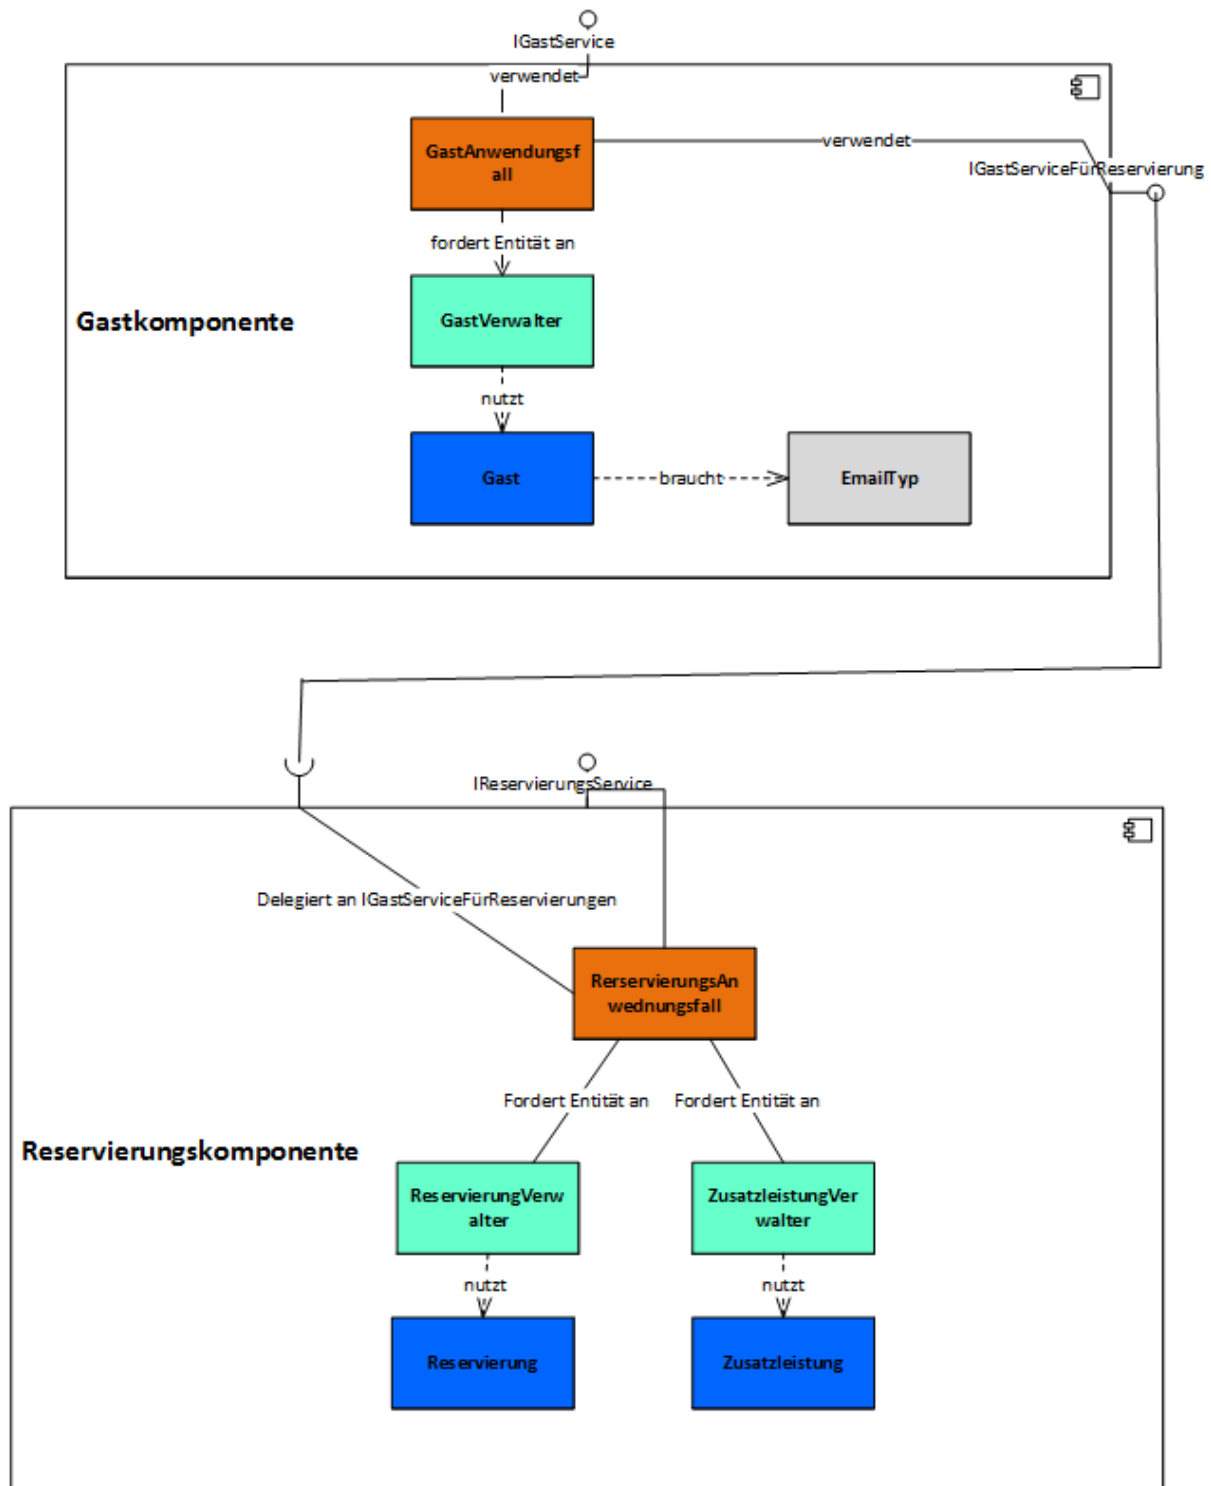 IGastService
verwendet
GastAnwendungsf
all
verwendet
IGastServiceFürReservierung
fordert Entität an
Gastkomponente
GastVerwalter
nutzt
Gast
braucht
EmailTyp
IReservierungsService
Delegiert an IGastServiceFürReservierungen
RerservierungsAn
wednungsfall
Fordert Entität an
Fordert Entität an
Reservierungskomponente
ReservierungVerw
alter
ZusatzleistungVer
walter
nutzt
nutzt
Reservierung
Zusatzleistung